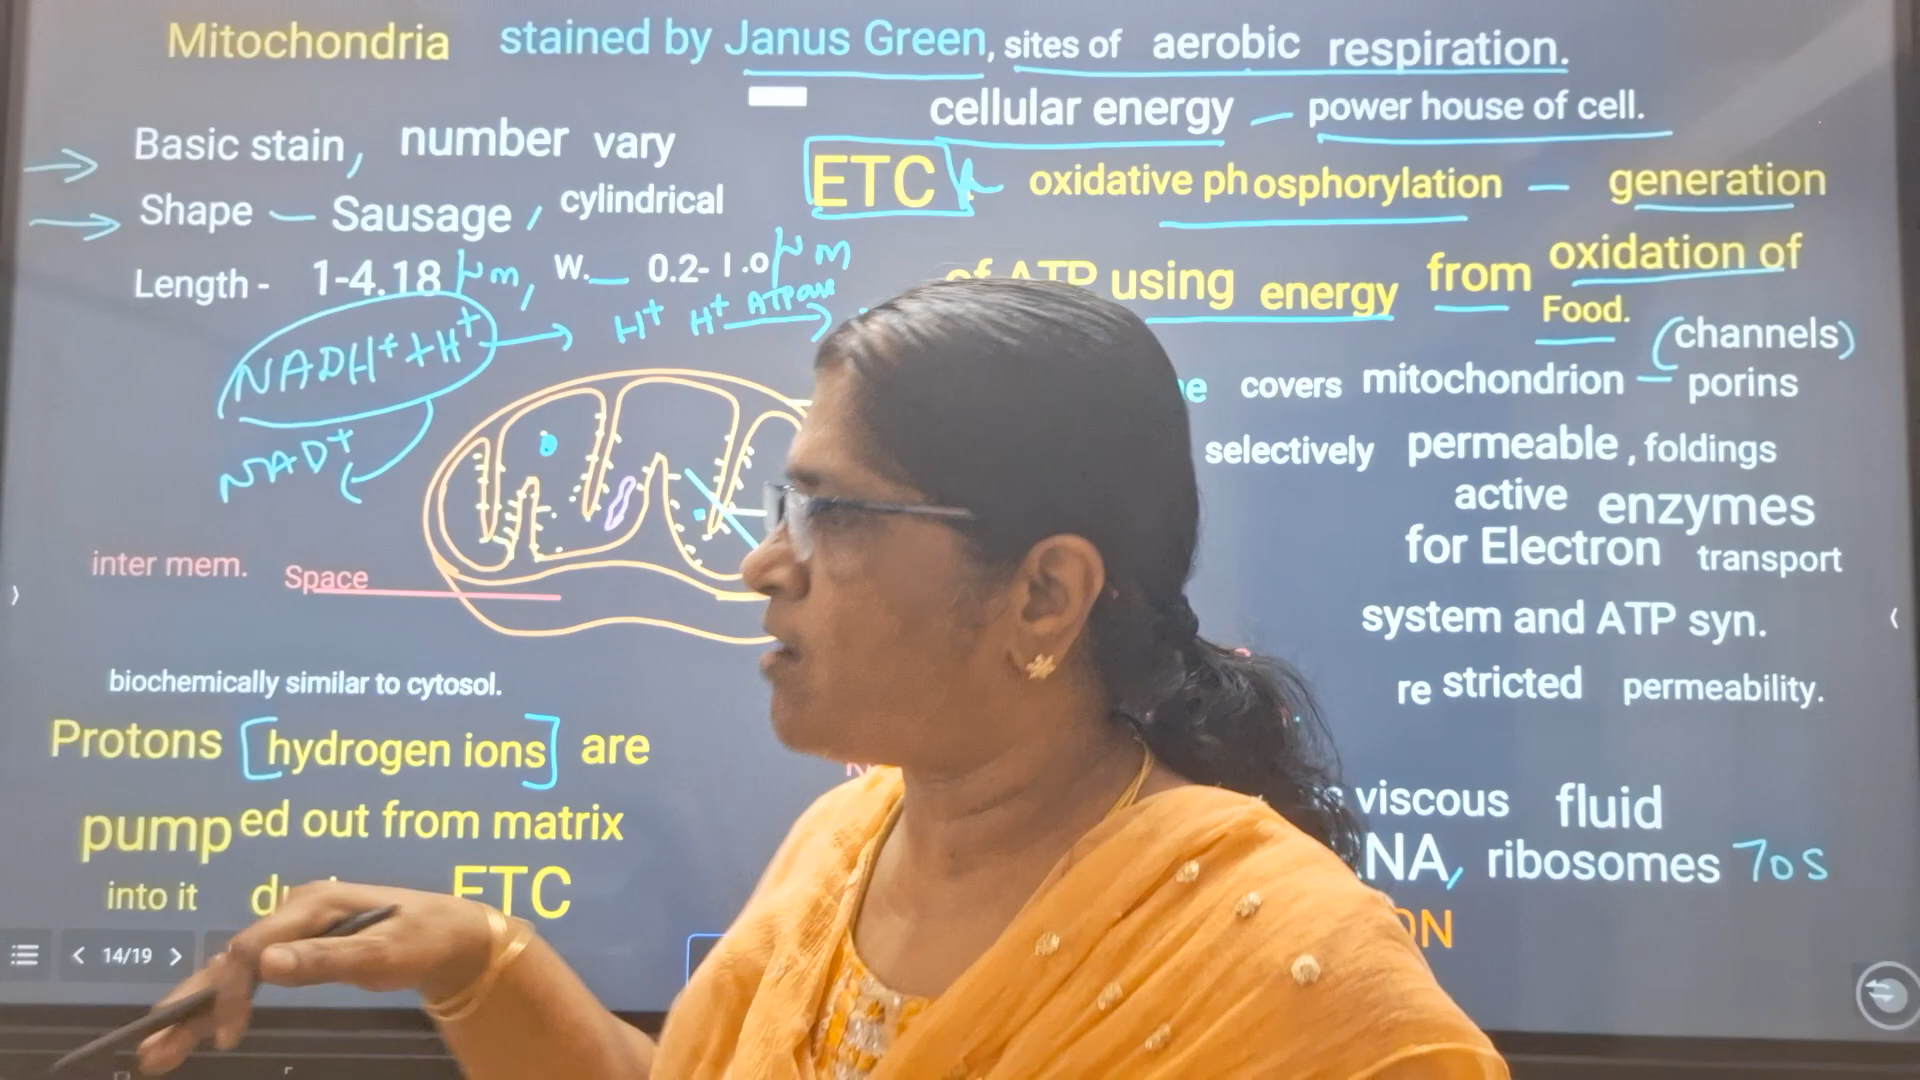 Mitochondria stained by Janus Green, sites of aerobic respiration.
cellular energy – power house of cell.
Basic stain, number vary
ETC oxidative phosphorylation – generation
Shape – Sausage, cylindrical
of ATP using energy from oxidation of Food.
Length - 1-4.18 μm, W. – 0.2-1.0 μm
NADH+ + H+ → H+ H+ ATPase →
NAD+
covers mitochondrion – (channels) porins
selectively permeable, foldings
active enzymes
for Electron transport
inter mem. Space
system and ATP syn.
biochemically similar to cytosol.
re stricted permeability.
Protons [hydrogen ions] are
pump ed out from matrix
into it ETC
viscous fluid
ribosomes 70S
14/19